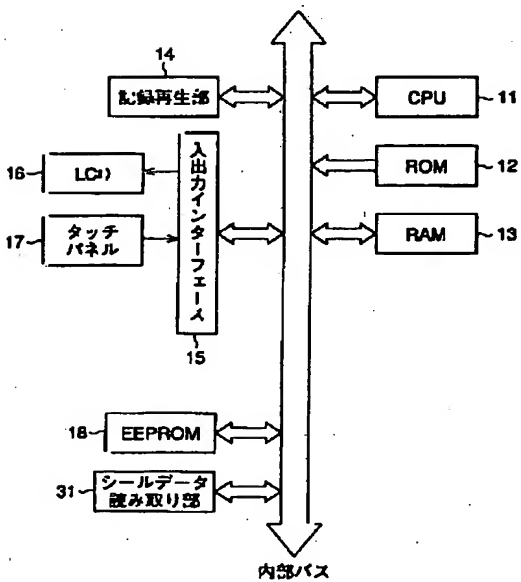 14
記録再生部
CPU
11
16
LCD
入出力インターフェース
ROM
12
17
タッチ
パネル
RAM
13
15
18
EEPROM
31
シールデータ
読み取り部
内部バス